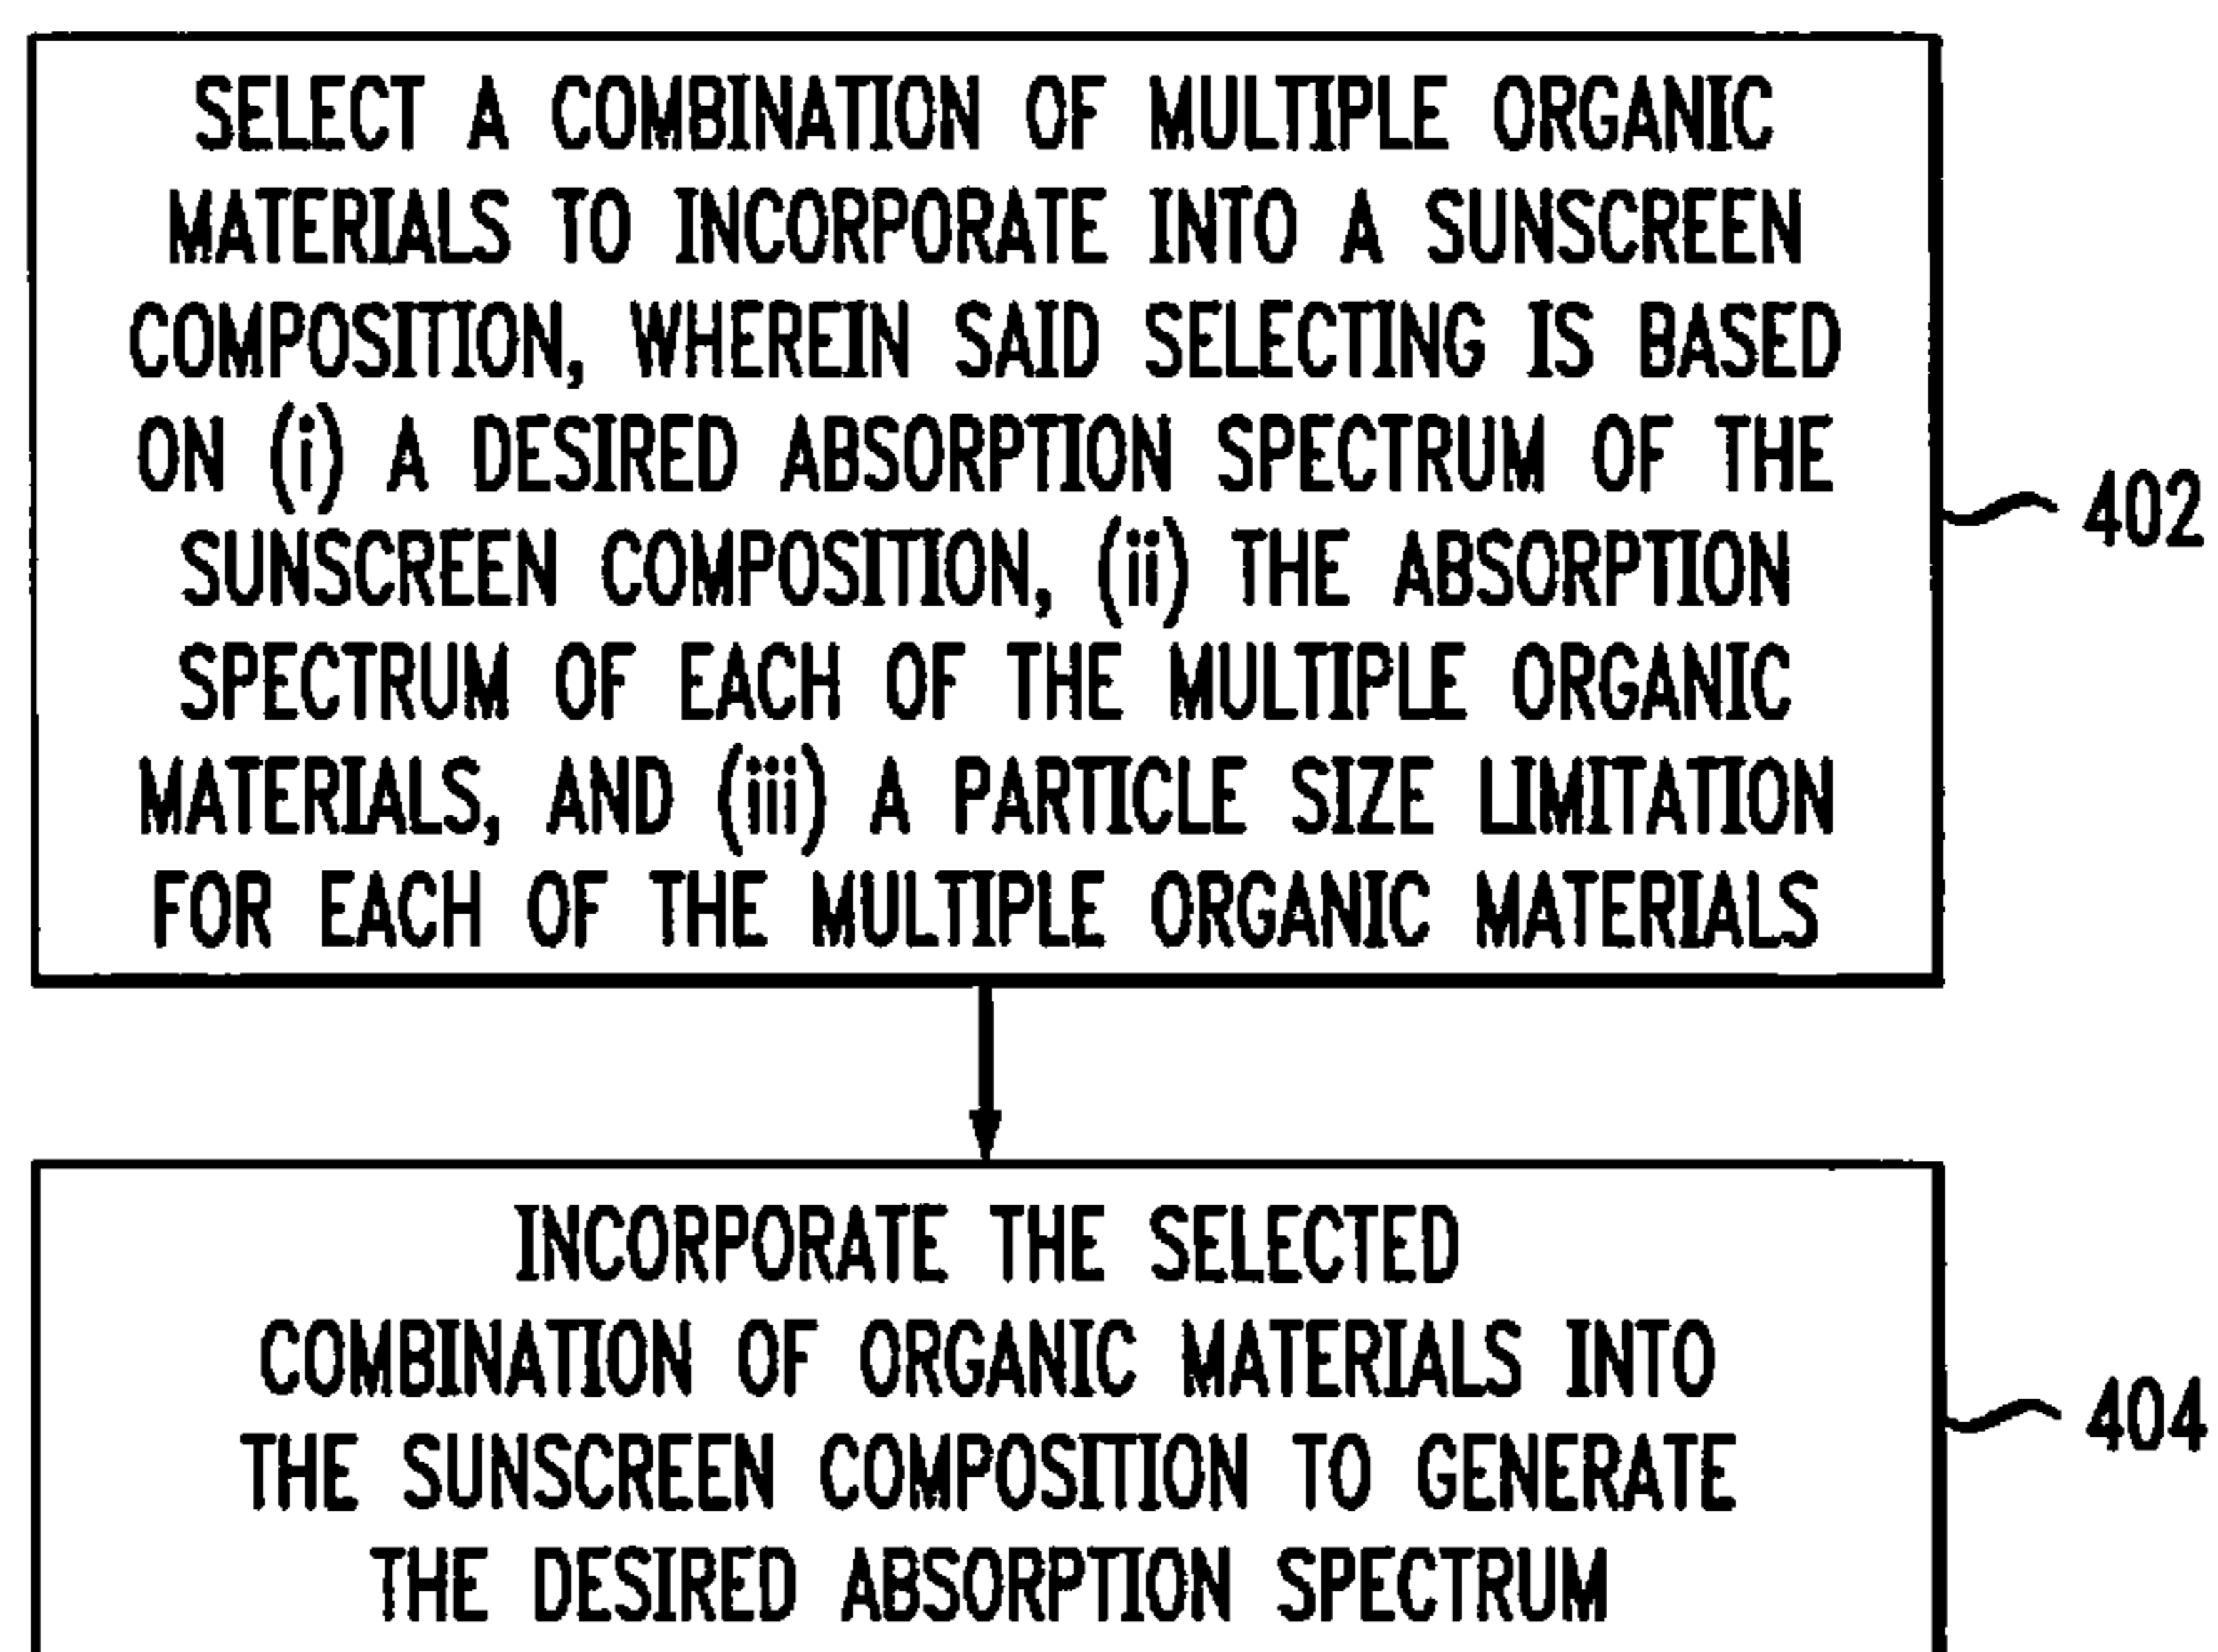 SELECT A COMBINATION OF MULTIPLE ORGANIC
MATERIALS TO INCORPORATE INTO A SUNSCREEN
COMPOSITION, WHEREIN SAID SELECTING IS BASED
ON (i) A DESIRED ABSORPTION SPECTRUM OF THE
SUNSCREEN COMPOSITION, (ii) THE ABSORPTION
SPECTRUM OF EACH OF THE MULTIPLE ORGANIC
MATERIALS, AND (iii) A PARTICLE SIZE LIMITATION
FOR EACH OF THE MULTIPLE ORGANIC MATERIALS
402
INCORPORATE THE SELECTED
COMBINATION OF ORGANIC MATERIALS INTO
THE SUNSCREEN COMPOSITION TO GENERATE
THE DESIRED ABSORPTION SPECTRUM
404